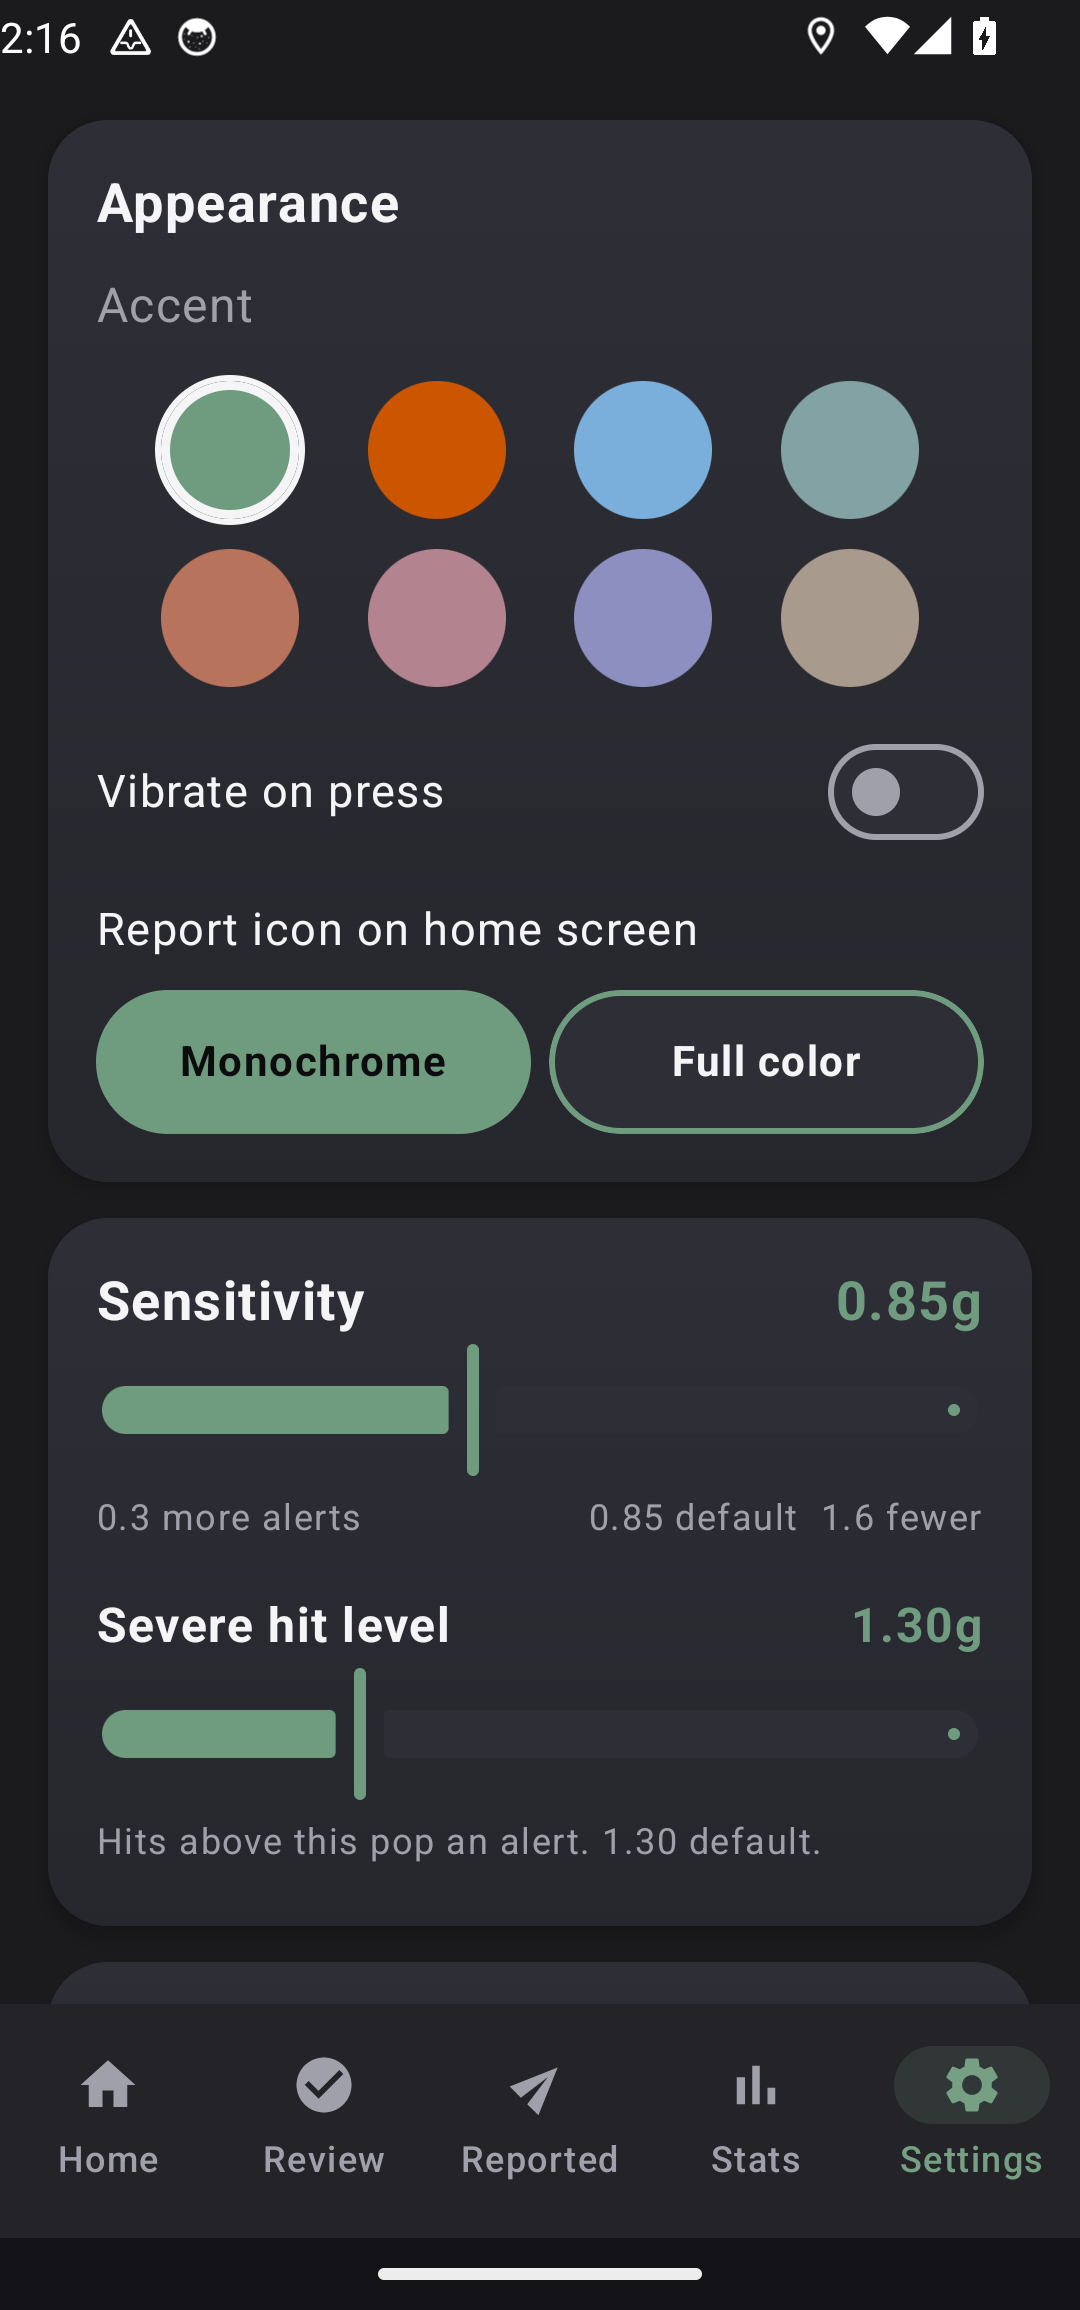 2:16
Appearance
Accent
Vibrate on press
Report icon on home screen
Monochrome Full color
Sensitivity 0.85g
0.3 more alerts 0.85 default 1.6 fewer
Severe hit level 1.30g
Hits above this pop an alert. 1.30 default.
Home Review Reported Stats Settings